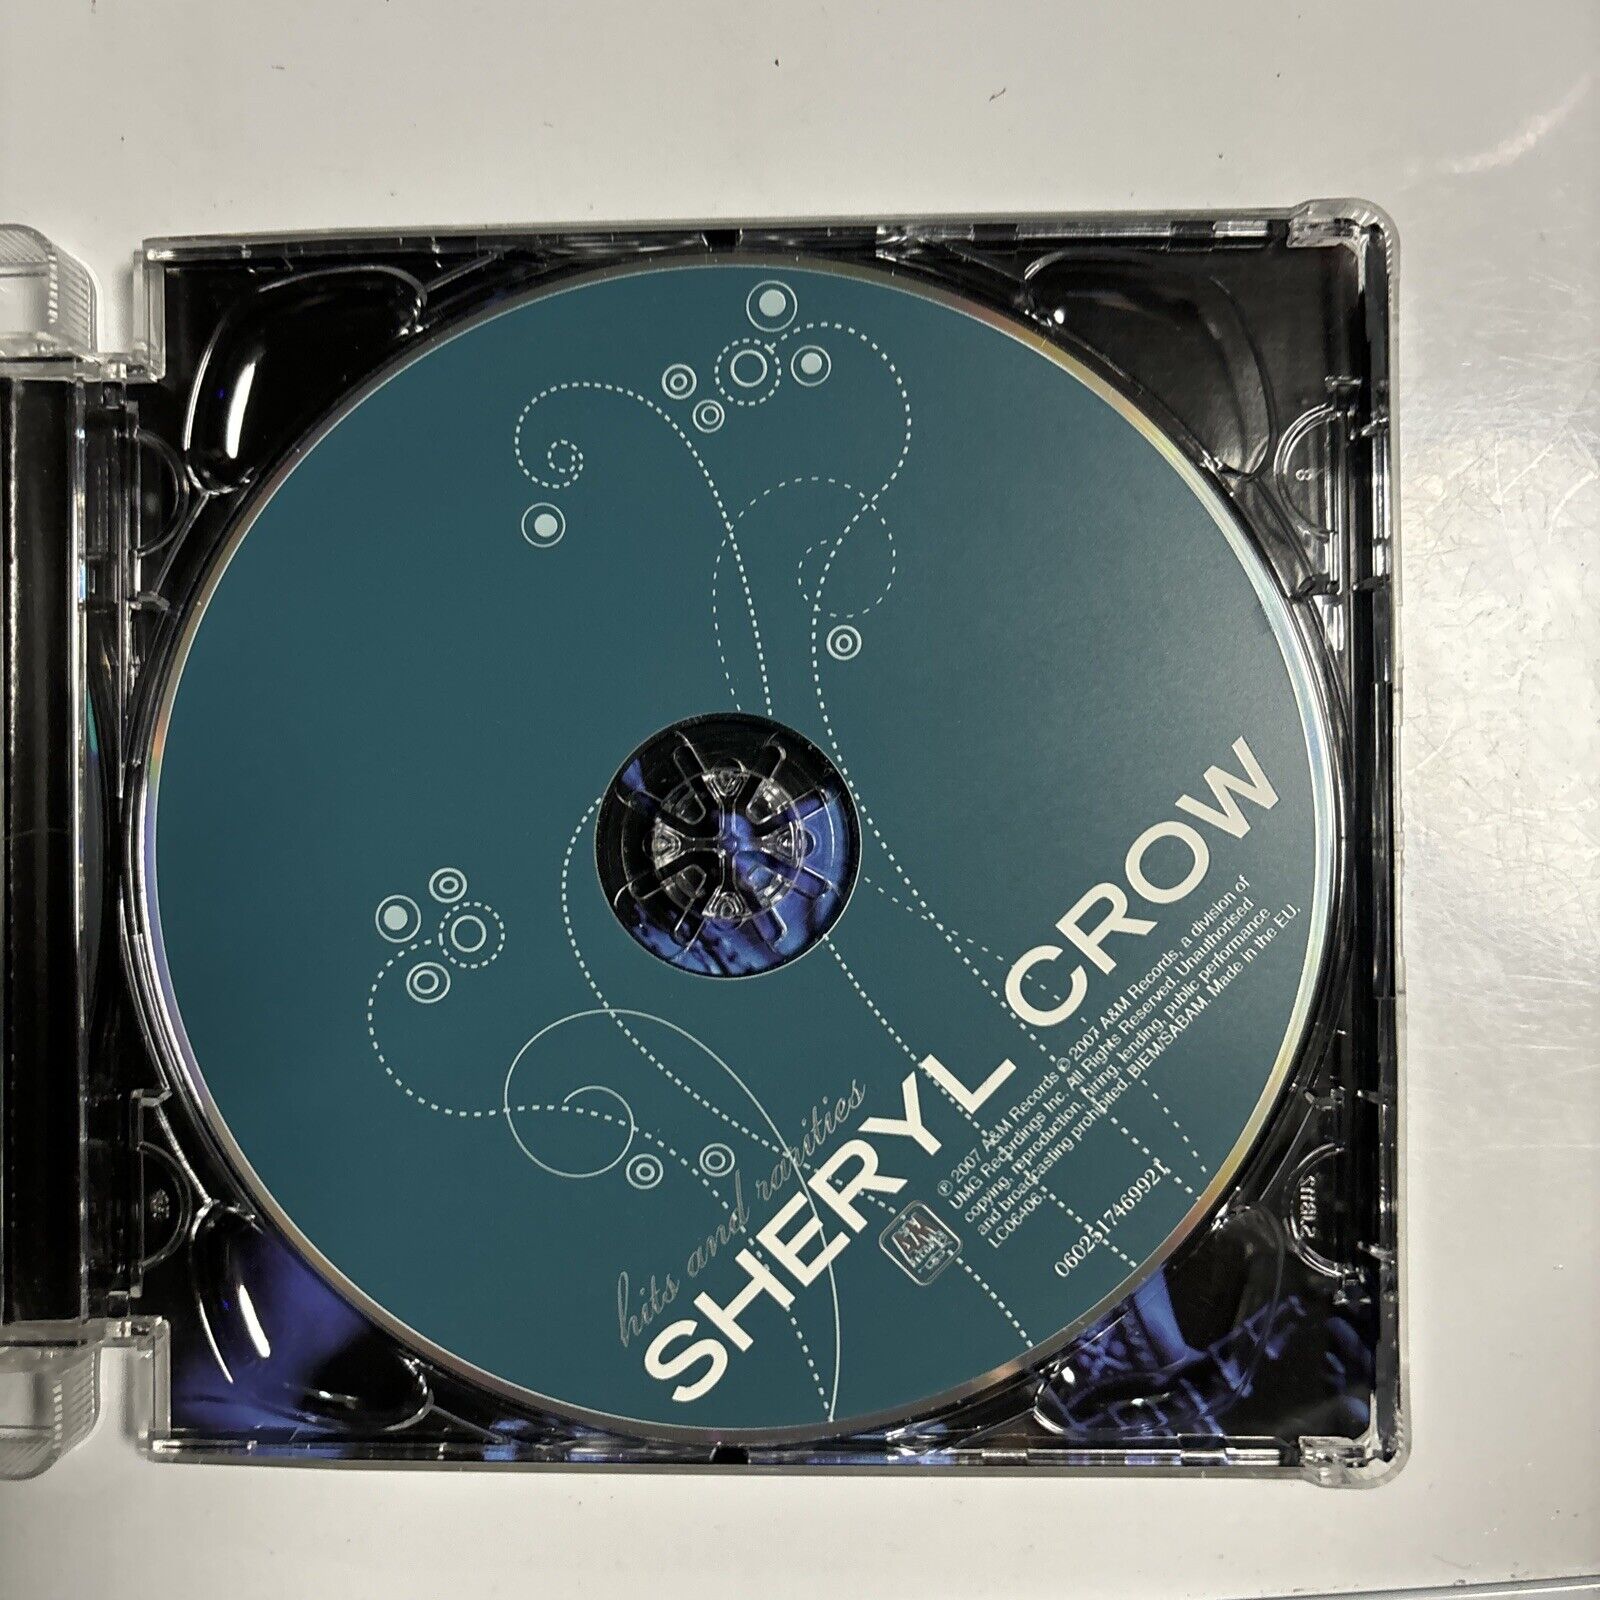 hits and rarities
SHERYL CROW
℗ 2007 A&M Records © 2007 A&M Records, a division of
UMG Recordings Inc. All Rights Reserved. Unauthorised
copying, reproduction, hiring, lending, public performance
and broadcasting prohibited. BIEM/SABAM. Made in the EU.
LC06406.
A&M
RECORDS
0602517469921